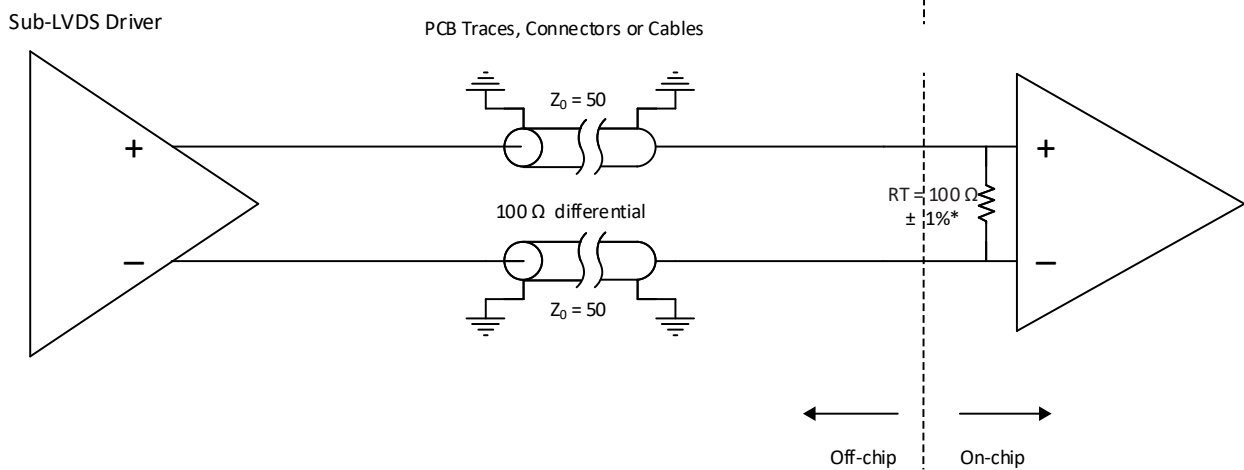 Sub-LVDS Driver
PCB Traces, Connectors or Cables
Z0 = 50
+
+
RT = 100 Ω
± 1%*
100 Ω differential
−
−
Z0 = 50
Off-chip
On-chip